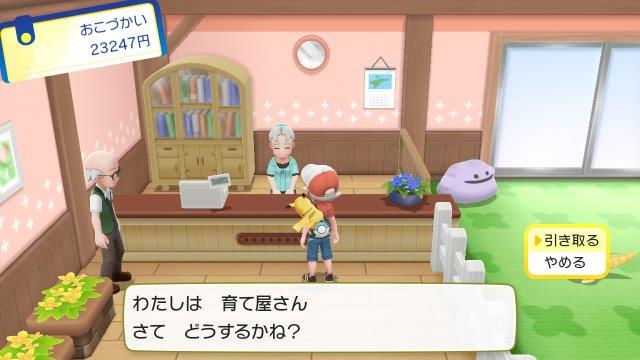 おこづかい
23247円
引き取る
やめる
わたしは 育て屋さん
さて どうするかね?